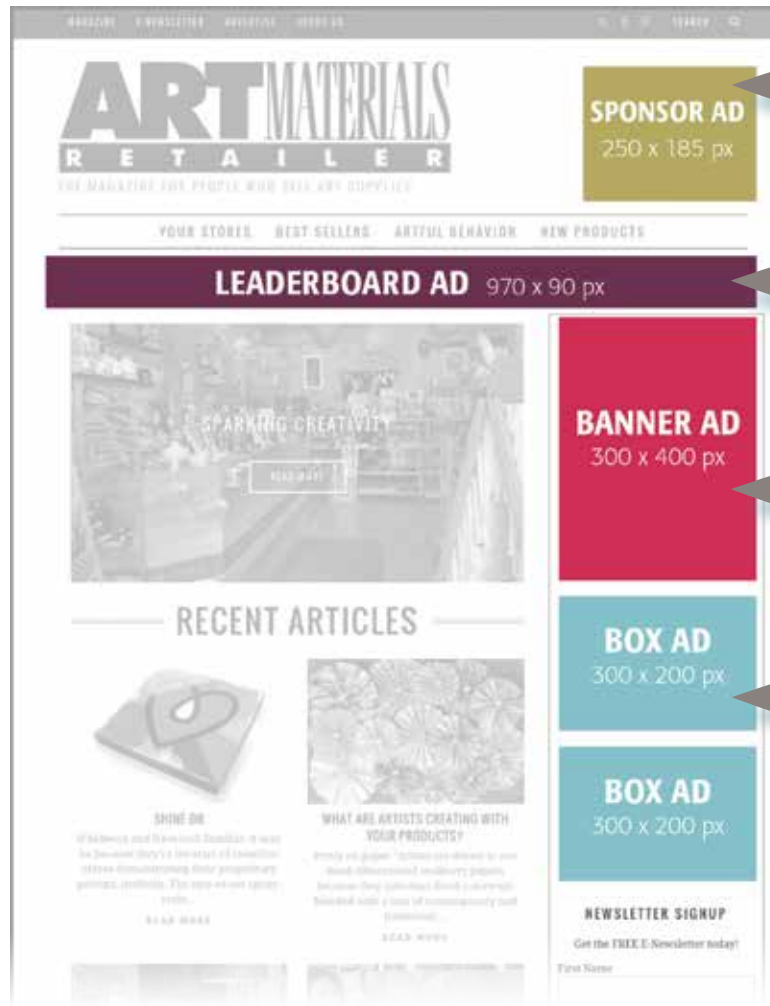 MAGAZINE E-NEWSLETTER ADVERTISE ABOUT US SEARCH
ART MATERIALS
RETAILER
THE MAGAZINE FOR PEOPLE WHO SELL ART SUPPLIES
SPONSOR AD
250 x 185 px
YOUR STORES BEST SELLERS ARTFUL BEHAVIOR NEW PRODUCTS
LEADERBOARD AD 970 x 90 px
SPARKING CREATIVITY
READ MORE
BANNER AD
300 x 400 px
RECENT ARTICLES
SHINE ON
WHAT ARE ARTISTS CREATING WITH
YOUR PRODUCTS?
READ MORE
READ MORE
BOX AD
300 x 200 px
BOX AD
300 x 200 px
NEWSLETTER SIGNUP
Get the FREE E-Newsletter today!
First Name